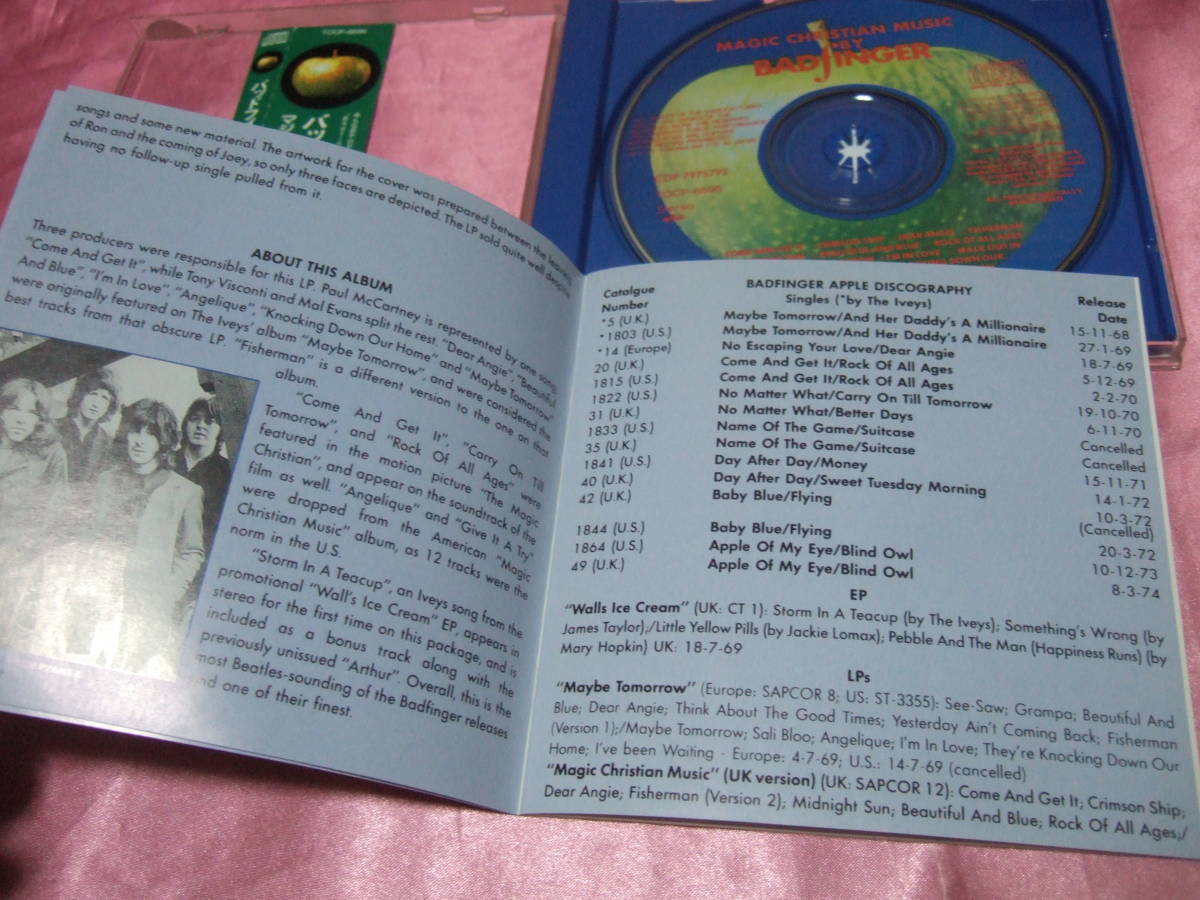 TOCP-6696
バッ
マジ
MAGIC CHRISTIAN MUSIC
BY
BADFINGER
CDP 7975792
songs and some new material. The artwork for the cover was prepared between the leaving
of Ron and the coming of Joey, so only three faces are depicted. The LP sold quite well despite
having no follow-up single pulled from it.
ABOUT THIS ALBUM
Three producers were responsible for this LP. Paul McCartney is represented by one song,
"Come And Get It", while Tony Visconti and Mal Evans split the rest. "Dear Angie", "Beautiful
And Blue", "I'm In Love", "Angelique", "Knocking Down Our Home" and "Maybe Tomorrow"
were originally featured on The Iveys' album "Maybe Tomorrow", and were considered the
best tracks from that obscure LP. "Fisherman" is a different version to the one on that
album.
"Come And Get It", "Carry On Till
Tomorrow", and "Rock Of All Ages" were
featured in the motion picture "The Magic
Christian", and appear on the soundtrack of the
film as well. "Angelique" and "Give It A Try"
were dropped from the American "Magic
Christian Music" album, as 12 tracks were the
norm in the U.S.
"Storm In A Teacup", an Iveys song from the
promotional "Wall's Ice Cream" EP, appears in
stereo for the first time on this package, and is
included as a bonus track along with the
previously unissued "Arthur". Overall, this is the
most Beatles-sounding of the Badfinger releases
and one of their finest.
BADFINGER APPLE DISCOGRAPHY
Catalogue Number Singles (*by The Iveys) Release Date
*5 (U.K.) Maybe Tomorrow/And Her Daddy's A Millionaire 15-11-68
*1803 (U.S.) Maybe Tomorrow/And Her Daddy's A Millionaire 27-1-69
*14 (Europe) No Escaping Your Love/Dear Angie 18-7-69
20 (U.K.) Come And Get It/Rock Of All Ages 5-12-69
1815 (U.S.) Come And Get It/Rock Of All Ages 2-2-70
1822 (U.S.) No Matter What/Carry On Till Tomorrow 19-10-70
31 (U.K.) No Matter What/Better Days 6-11-70
1833 (U.S.) Name Of The Game/Suitcase Cancelled
35 (U.K.) Name Of The Game/Suitcase Cancelled
1841 (U.S.) Day After Day/Money 15-11-71
40 (U.K.) Day After Day/Sweet Tuesday Morning 14-1-72
42 (U.K.) Baby Blue/Flying 10-3-72
(Cancelled)
1844 (U.S.) Baby Blue/Flying 20-3-72
1864 (U.S.) Apple Of My Eye/Blind Owl 10-12-73
49 (U.K.) Apple Of My Eye/Blind Owl 8-3-74
EP
"Walls Ice Cream" (UK: CT 1): Storm In A Teacup (by The Iveys); Something's Wrong (by
James Taylor);/Little Yellow Pills (by Jackie Lomax); Pebble And The Man (Happiness Runs) (by
Mary Hopkin) UK: 18-7-69
LPs
"Maybe Tomorrow" (Europe: SAPCOR 8; US: ST-3355): See-Saw; Grampa; Beautiful And
Blue; Dear Angie; Think About The Good Times; Yesterday Ain't Coming Back; Fisherman
(Version 1);/Maybe Tomorrow; Sali Bloo; Angelique; I'm In Love; They're Knocking Down Our
Home; I've been Waiting - Europe: 4-7-69; U.S.: 14-7-69 (cancelled)
"Magic Christian Music" (UK version) (UK: SAPCOR 12): Come And Get It; Crimson Ship;
Dear Angie; Fisherman (Version 2); Midnight Sun; Beautiful And Blue; Rock Of All Ages;/